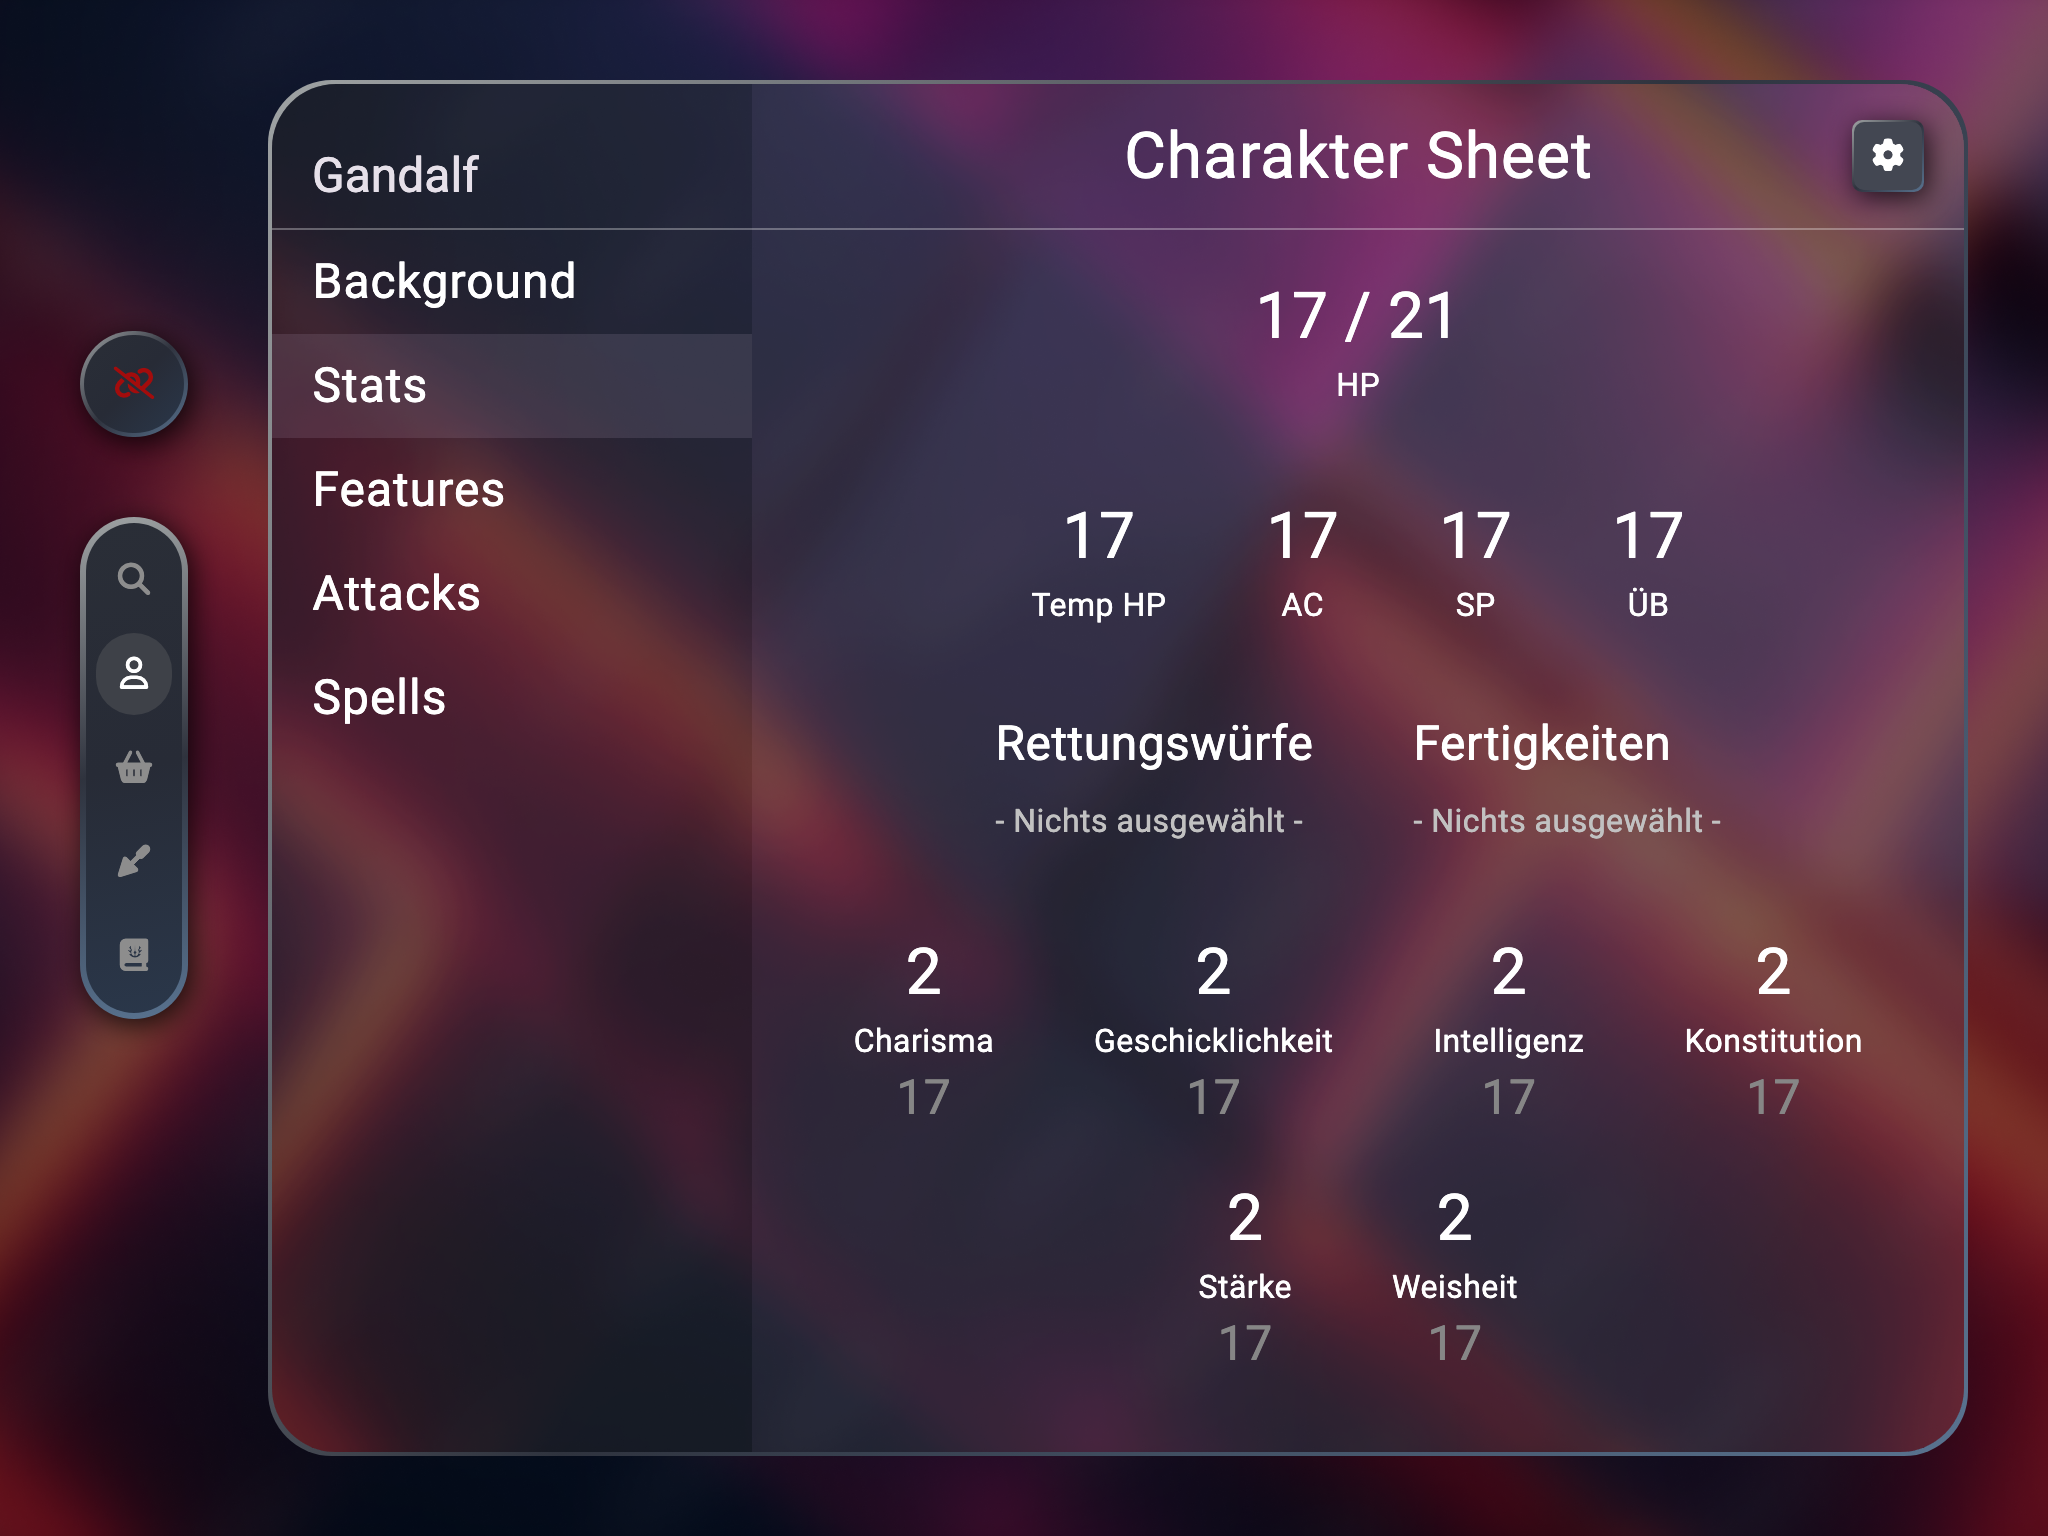 Gandalf
Charakter Sheet
Background
Stats
Features
Attacks
Spells
17 / 21
HP
17 17 17 17
Temp HP AC SP ÜB
Rettungswürfe Fertigkeiten
- Nichts ausgewählt - - Nichts ausgewählt -
2 2 2 2
Charisma Geschicklichkeit Intelligenz Konstitution
17 17 17 17
2 2
Stärke Weisheit
17 17